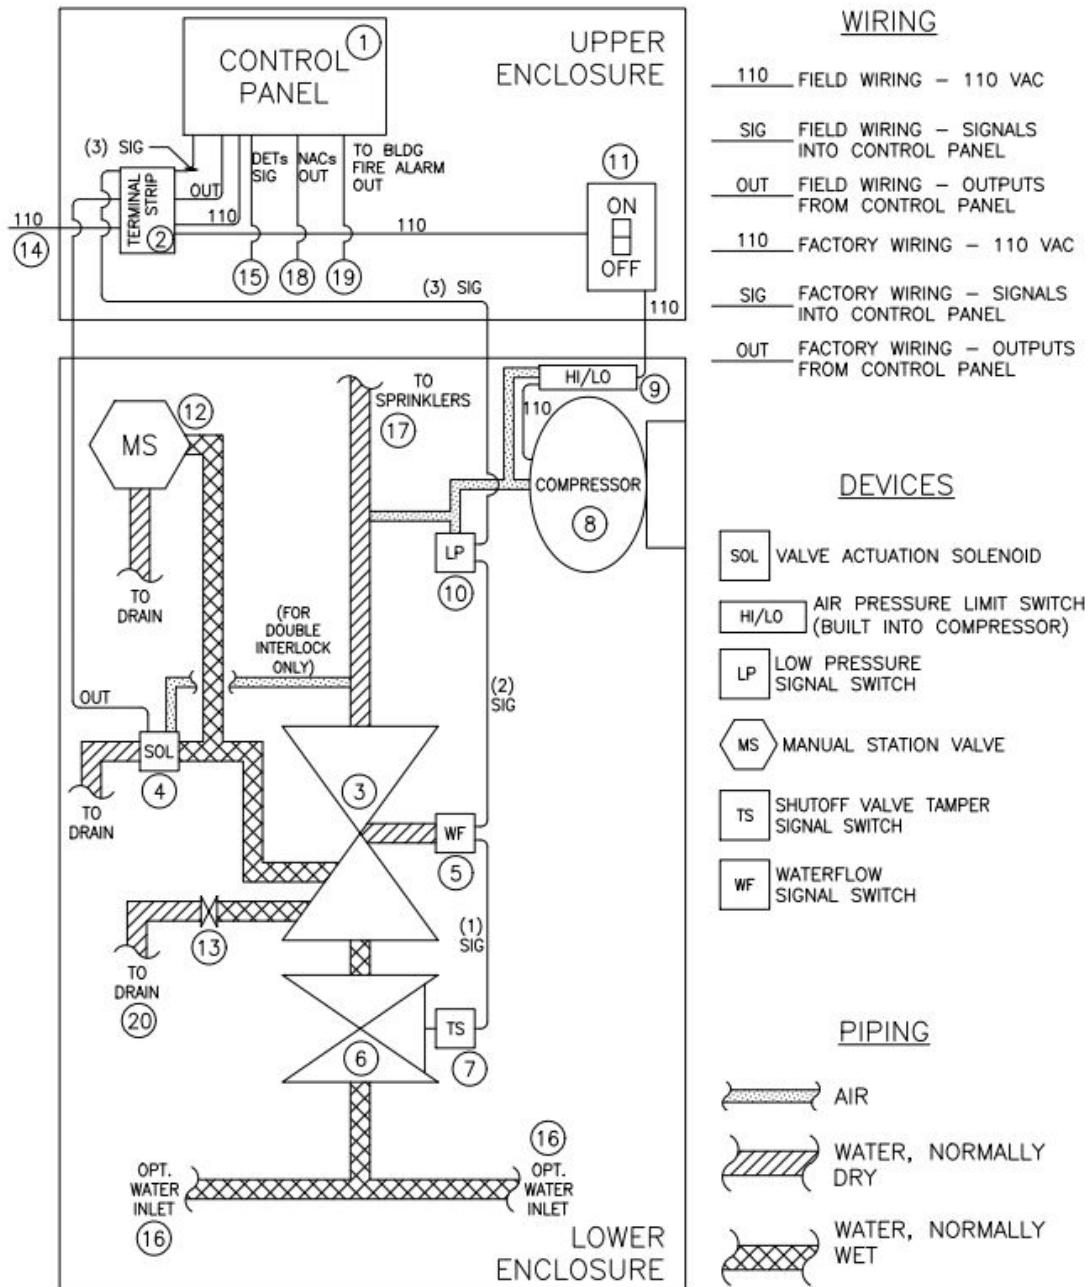 UPPER
ENCLOSURE
CONTROL
PANEL
1
(3) SIG
TERMINAL
STRIP
2
OUT
110
DETs
SIG
NACs
OUT
TO BLDG
FIRE ALARM
OUT
110
14
15
18
19
110
11
ON
OFF
(3) SIG
110
HI/LO
9
110
COMPRESSOR
8
TO
SPRINKLERS
17
12
MS
TO
DRAIN
LP
10
(FOR
DOUBLE
INTERLOCK
ONLY)
(2)
SIG
OUT
SOL
4
TO
DRAIN
3
WF
5
(1)
SIG
13
TO
DRAIN
20
6
TS
7
16
OPT.
WATER
INLET
OPT.
WATER
INLET
16
LOWER
ENCLOSURE
WIRING
110 FIELD WIRING – 110 VAC
SIG FIELD WIRING – SIGNALS
INTO CONTROL PANEL
OUT FIELD WIRING – OUTPUTS
FROM CONTROL PANEL
110 FACTORY WIRING – 110 VAC
SIG FACTORY WIRING – SIGNALS
INTO CONTROL PANEL
OUT FACTORY WIRING – OUTPUTS
FROM CONTROL PANEL
DEVICES
SOL VALVE ACTUATION SOLENOID
HI/LO AIR PRESSURE LIMIT SWITCH
(BUILT INTO COMPRESSOR)
LP LOW PRESSURE
SIGNAL SWITCH
MS MANUAL STATION VALVE
TS SHUTOFF VALVE TAMPER
SIGNAL SWITCH
WF WATERFLOW
SIGNAL SWITCH
PIPING
AIR
WATER, NORMALLY
DRY
WATER, NORMALLY
WET